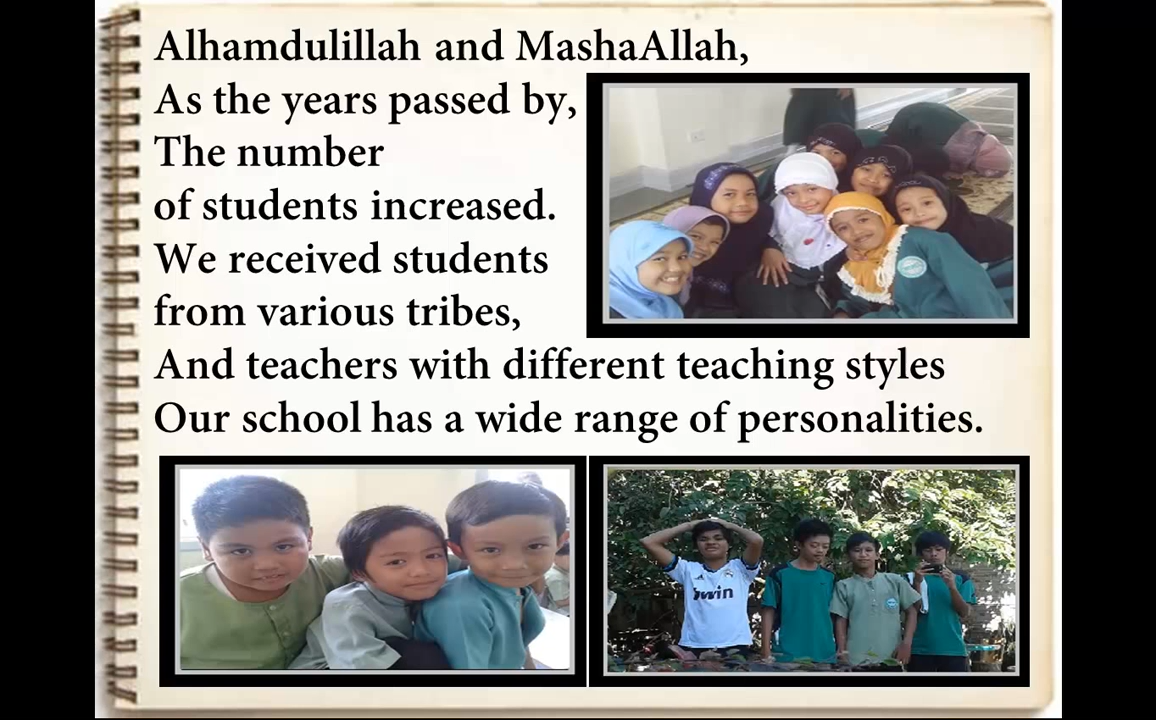 Alhamdulillah and MashaAllah,
As the years passed by,
The number
of students increased.
We received students
from various tribes,
And teachers with different teaching styles
Our school has a wide range of personalities.
bwin